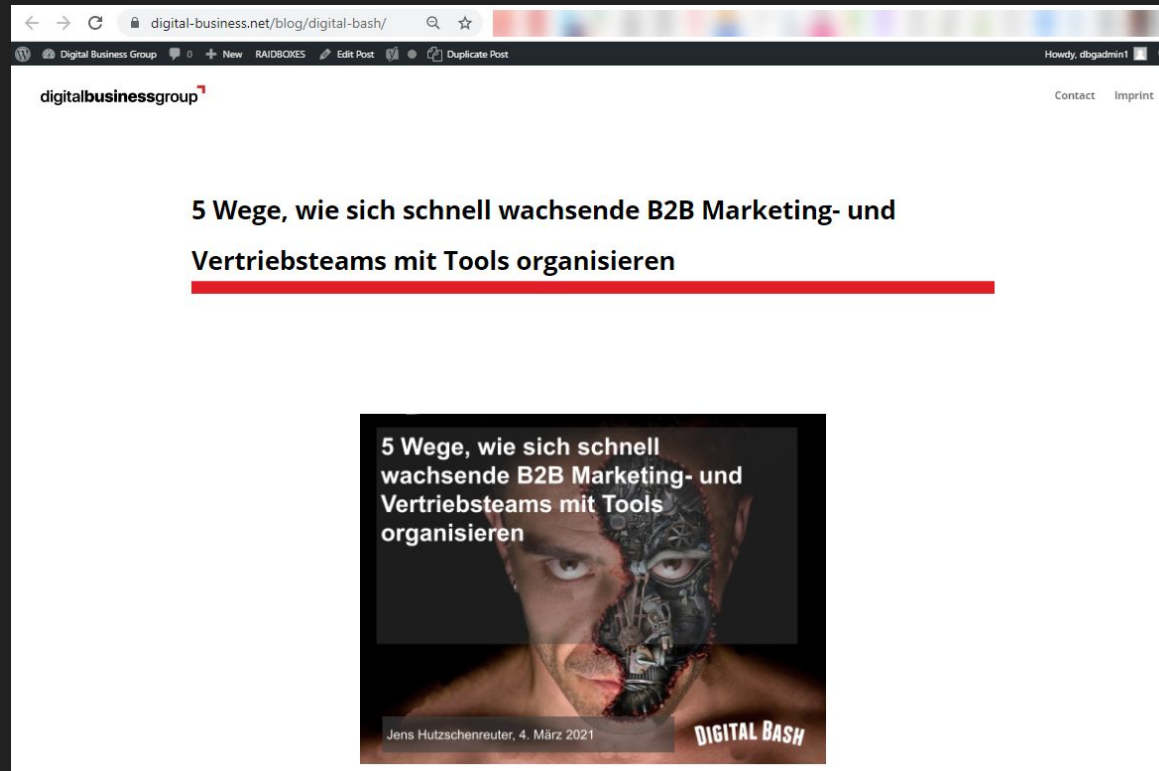 digital-business.net/blog/digital-bash/
Digital Business Group 0 + New RAIDBOXES Edit Post Duplicate Post Howdy, dbgadmin1
digitalbusinessgroup Contact Imprint
5 Wege, wie sich schnell wachsende B2B Marketing- und
Vertriebsteams mit Tools organisieren
5 Wege, wie sich schnell
wachsende B2B Marketing- und
Vertriebsteams mit Tools
organisieren
Jens Hutzschenreuter, 4. März 2021
DIGITAL BASH